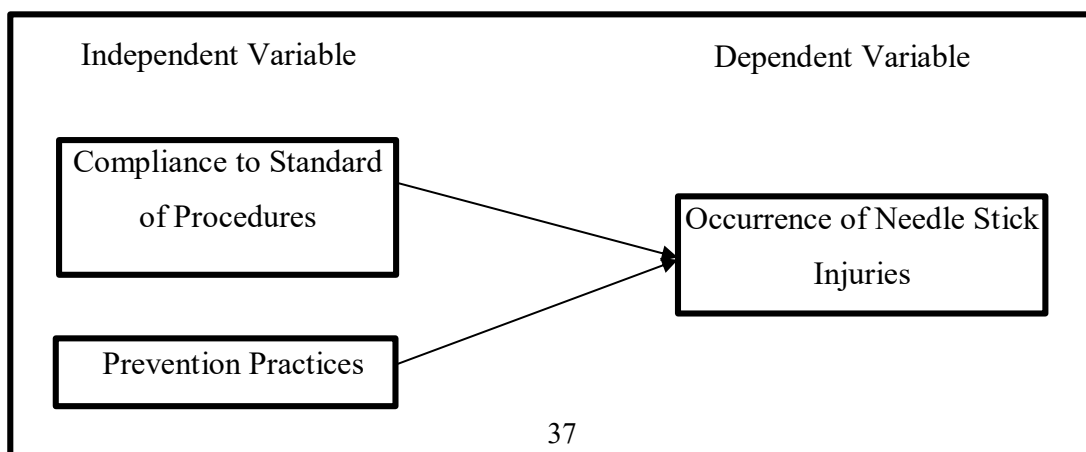 Independent Variable
Dependent Variable
Compliance to Standard
of Procedures
Occurrence of Needle Stick
Injuries
Prevention Practices
37